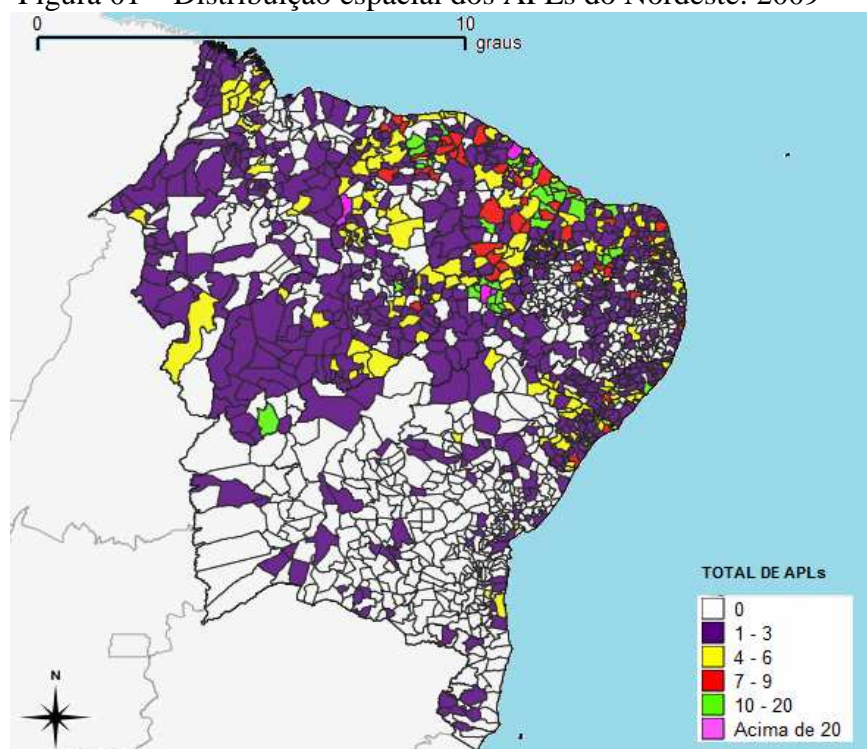 Figura 01 – Distribuição espacial dos APLs do Nordeste: 2009
0 10
graus
TOTAL DE APLs
0
1 - 3
4 - 6
7 - 9
10 - 20
Acima de 20
N